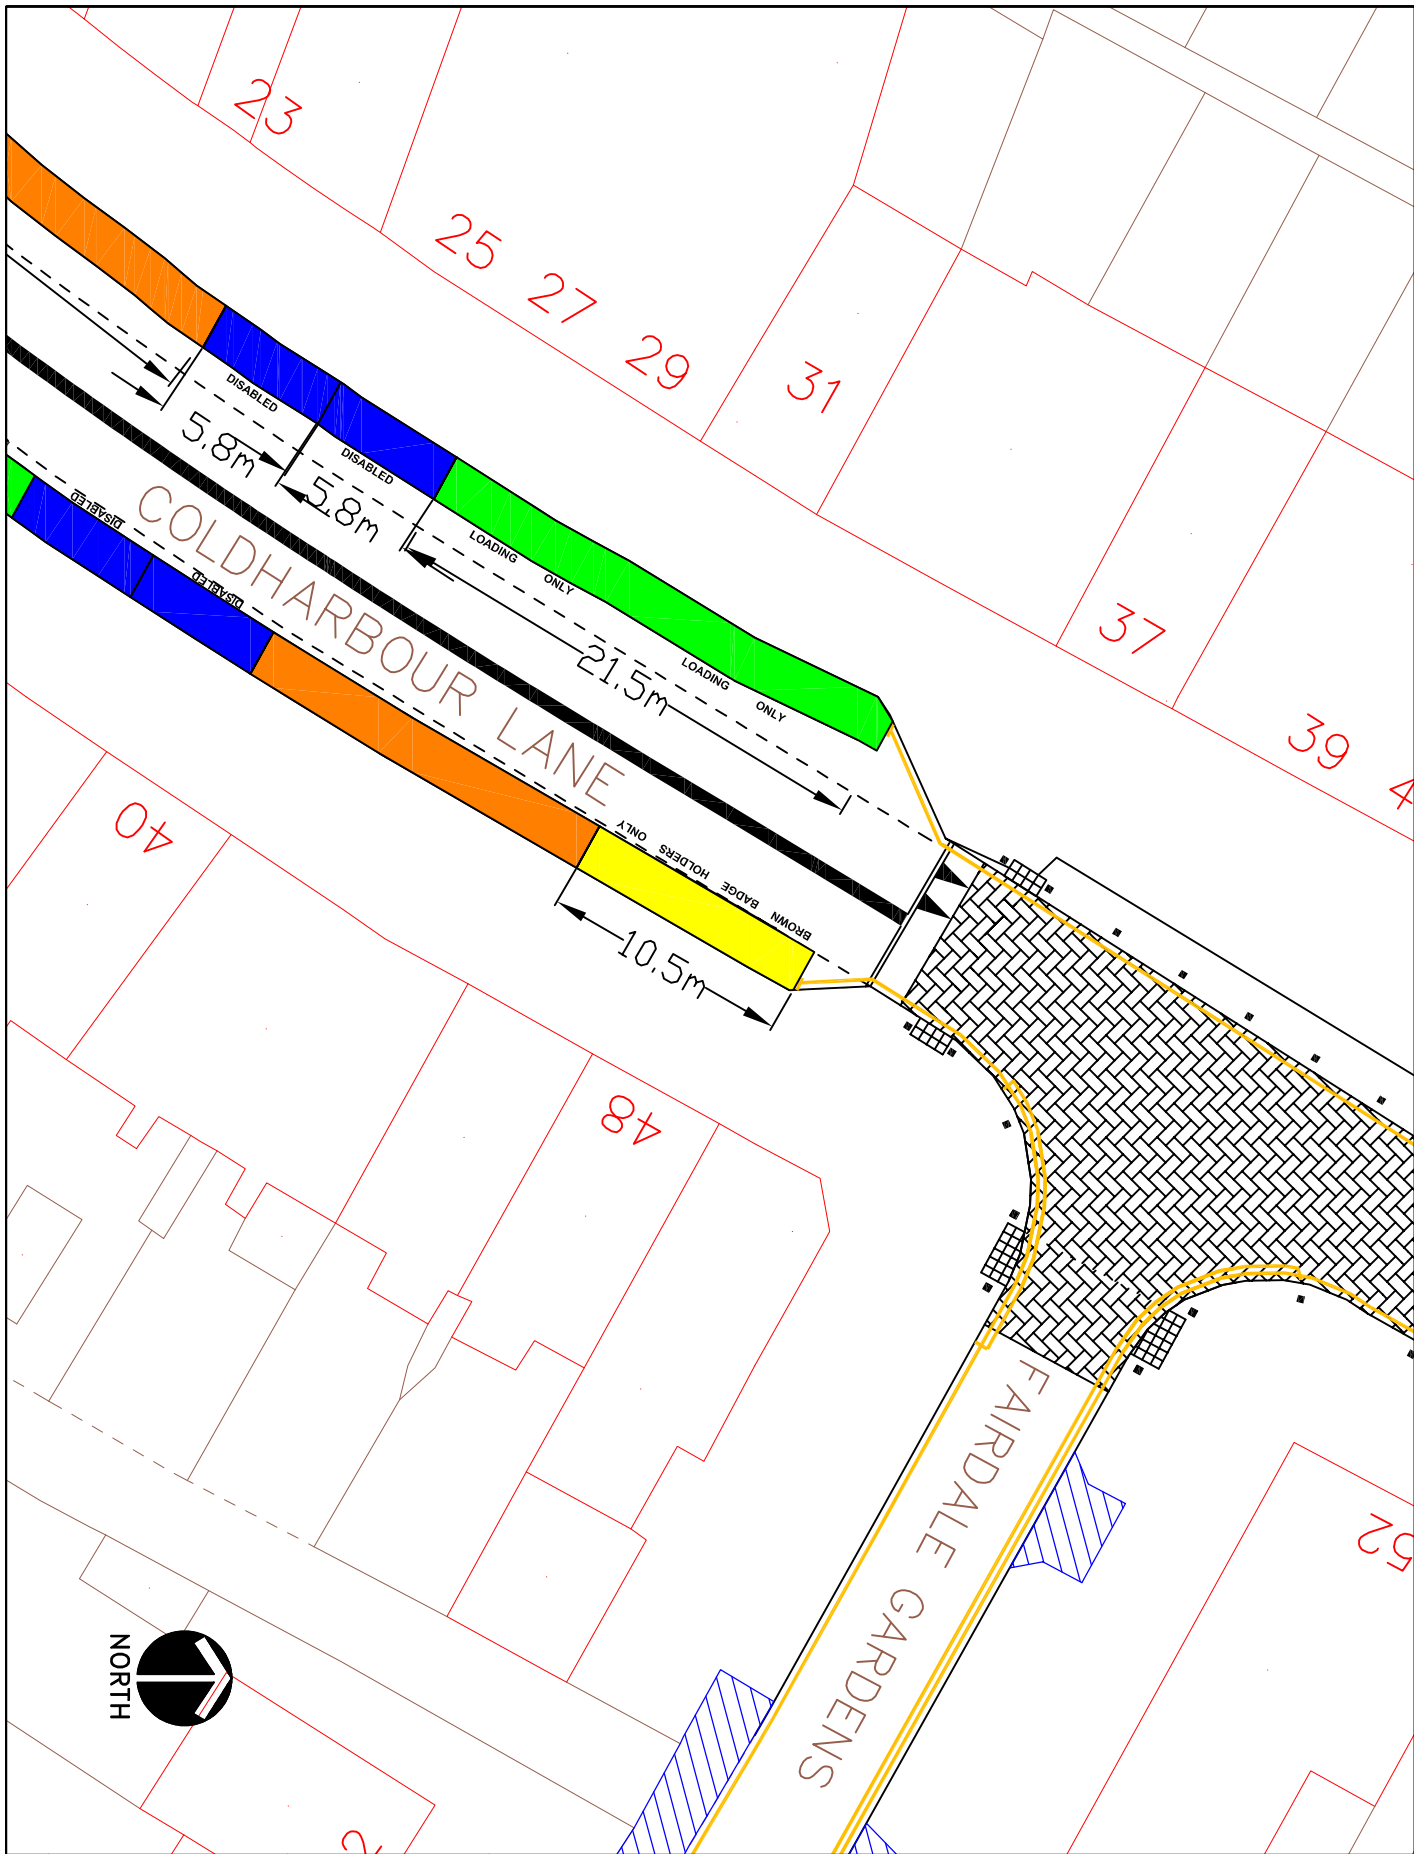 23
25 27 29
31
37
39
4
DISABLED
DISABLED
5.8m
5.8m
LOADING ONLY
LOADING ONLY
21.5m
DISABLED
DISABLED
COLDHARBOUR LANE
BROWN BADGE HOLDERS ONLY
10.5m
40
48
52
FAIRDALE GARDENS
NORTH